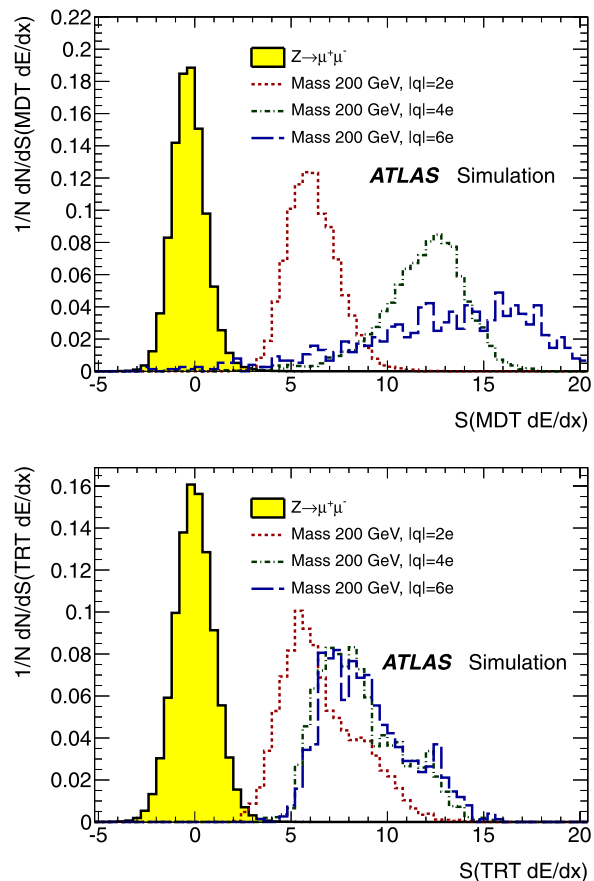 1/N dN/dS(MDT dE/dx)
0.22
0.2
0.18
0.16
0.14
0.12
0.1
0.08
0.06
0.04
0.02
0
Z→μ⁺μ⁻
Mass 200 GeV, |q|=2e
Mass 200 GeV, |q|=4e
Mass 200 GeV, |q|=6e
ATLAS Simulation
-5 0 5 10 15 20
S(MDT dE/dx)
1/N dN/dS(TRT dE/dx)
0.16
0.14
0.12
0.1
0.08
0.06
0.04
0.02
0
Z→μ⁺μ⁻
Mass 200 GeV, |q|=2e
Mass 200 GeV, |q|=4e
Mass 200 GeV, |q|=6e
ATLAS Simulation
-5 0 5 10 15 20
S(TRT dE/dx)